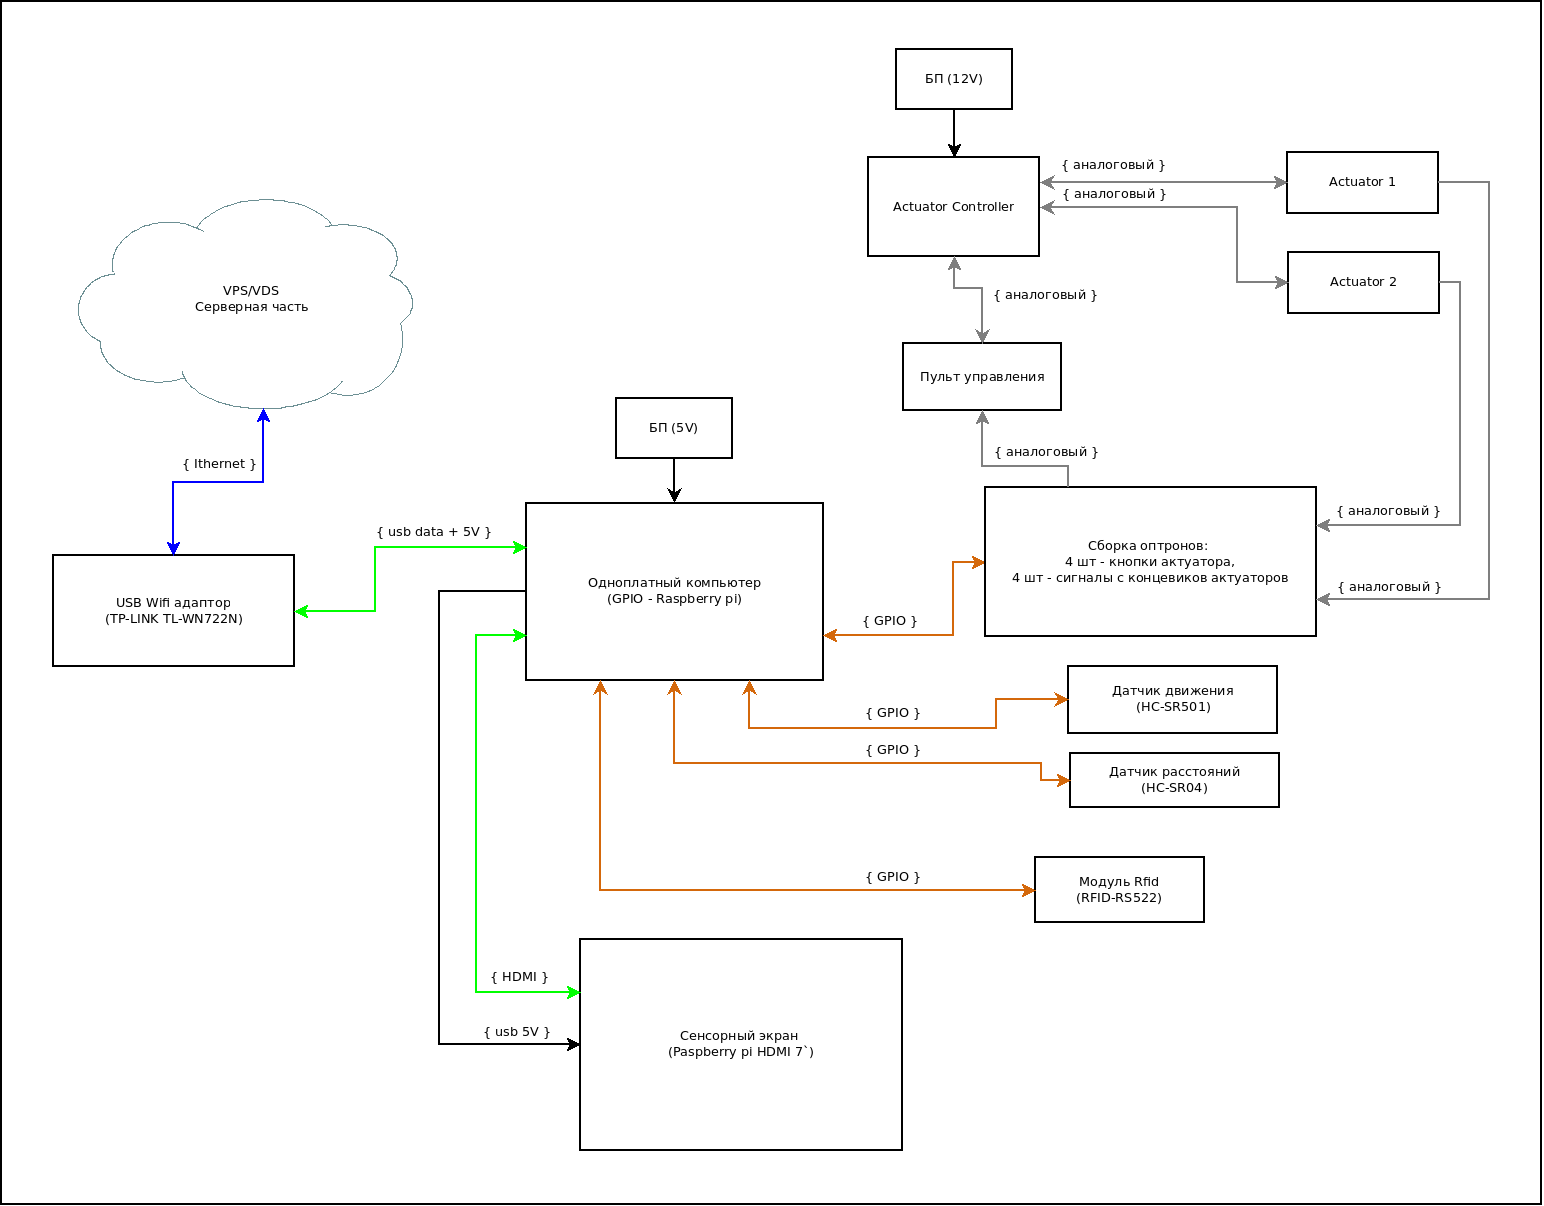 БП (12V)
{ аналоговый }
Actuator 1
{ аналоговый }
Actuator Controller
Actuator 2
VPS/VDS
Серверная часть
{ аналоговый }
Пульт управления
БП (5V)
{ аналоговый }
{ Ithernet }
{ аналоговый }
{ usb data + 5V }
Сборка оптронов:
4 шт - кнопки актуатора,
4 шт - сигналы с концевиков актуаторов
Одноплатный компьютер
(GPIO - Raspberry pi)
{ аналоговый }
USB Wifi адаптор
(TP-LINK TL-WN722N)
{ GPIO }
Датчик движения
(HC-SR501)
{ GPIO }
{ GPIO }
Датчик расстояний
(HC-SR04)
{ GPIO }
Модуль Rfid
(RFID-RS522)
{ HDMI }
{ usb 5V }
Сенсорный экран
(Paspberry pi HDMI 7`)